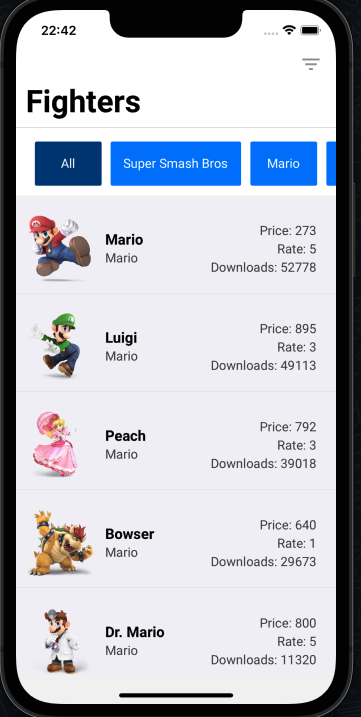 22:42
Fighters
All Super Smash Bros Mario
Mario
Mario
Price: 273
Rate: 5
Downloads: 52778
Luigi
Mario
Price: 895
Rate: 3
Downloads: 49113
Peach
Mario
Price: 792
Rate: 3
Downloads: 39018
Bowser
Mario
Price: 640
Rate: 1
Downloads: 29673
Dr. Mario
Mario
Price: 800
Rate: 5
Downloads: 11320